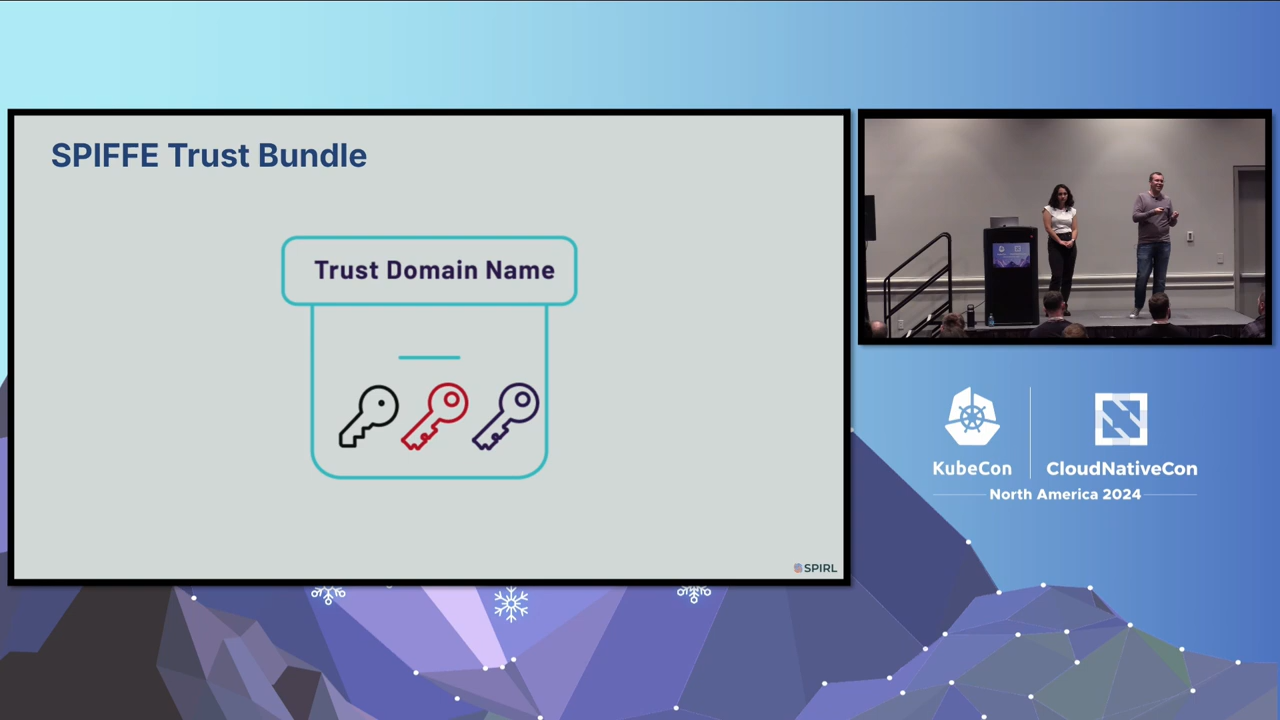 SPIFFE Trust Bundle
Trust Domain Name
SPIRL
KubeCon
CloudNativeCon
North America 2024